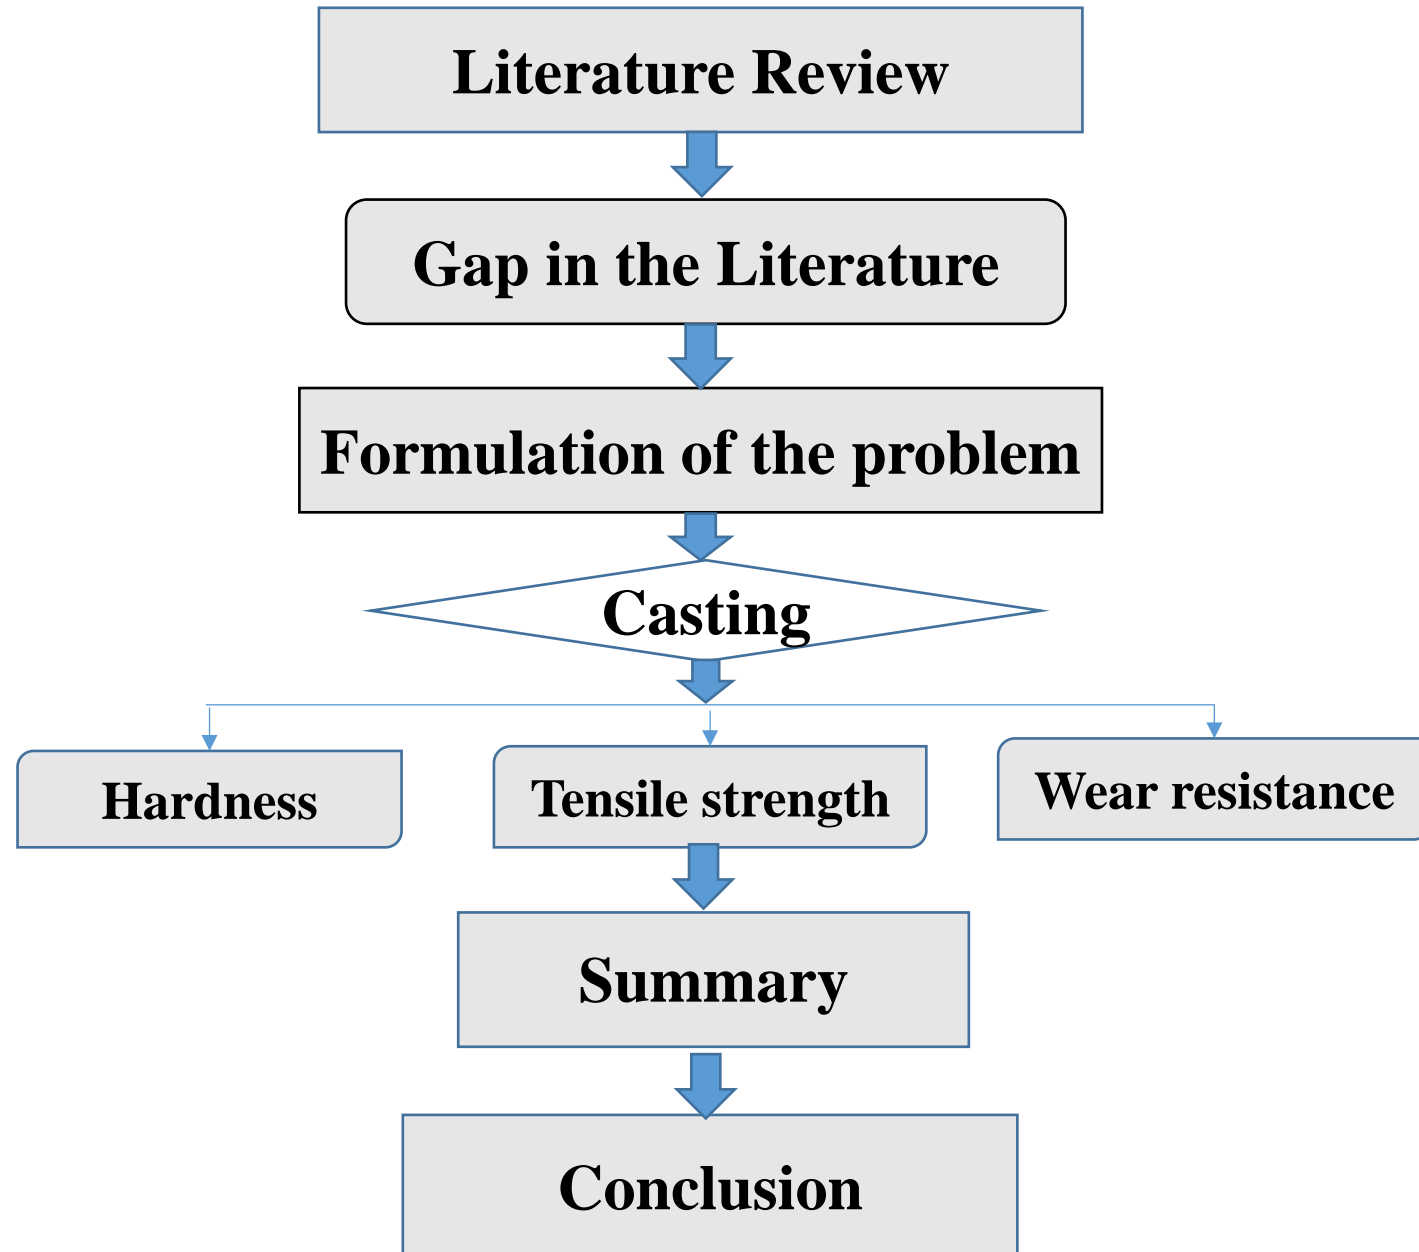 Literature Review
Gap in the Literature
Formulation of the problem
Casting
Hardness
Tensile strength
Wear resistance
Summary
Conclusion